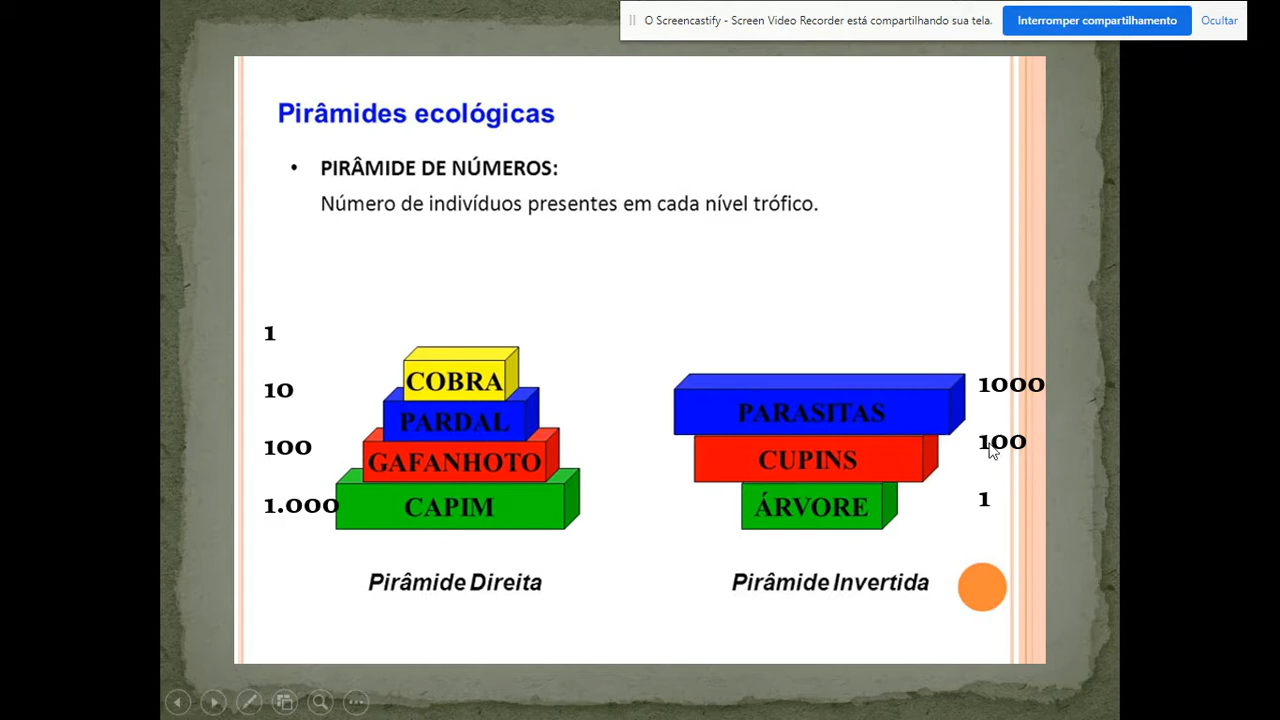 O Screencastify - Screen Video Recorder está compartilhando sua tela.
Interromper compartilhamento
Ocultar
Pirâmides ecológicas
• PIRÂMIDE DE NÚMEROS:
Número de indivíduos presentes em cada nível trófico.
1
10
100
1.000
COBRA
PARDAL
GAFANHOTO
CAPIM
Pirâmide Direita
PARASITAS
CUPINS
ÁRVORE
1000
100
1
Pirâmide Invertida